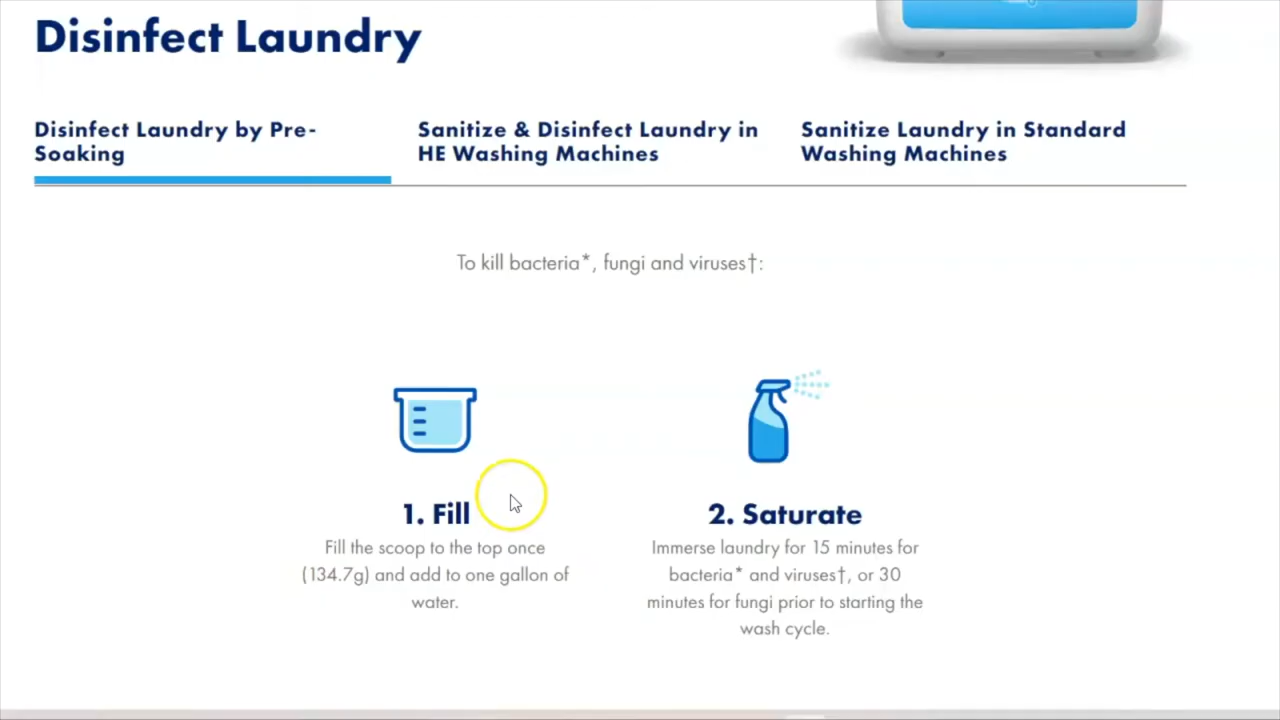 Disinfect Laundry
Disinfect Laundry by Pre-
Soaking
Sanitize & Disinfect Laundry in
HE Washing Machines
Sanitize Laundry in Standard
Washing Machines
To kill bacteria*, fungi and viruses†:
1. Fill
Fill the scoop to the top once
(134.7g) and add to one gallon of
water.
2. Saturate
Immerse laundry for 15 minutes for
bacteria* and viruses†, or 30
minutes for fungi prior to starting the
wash cycle.